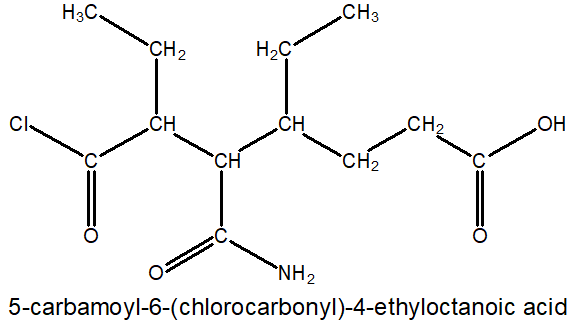 H₃C CH₃
CH₂ H₂C
Cl CH CH CH₂ OH
C CH CH₂ C
O C O
O NH₂
5-carbamoyl-6-(chlorocarbonyl)-4-ethyloctanoic acid